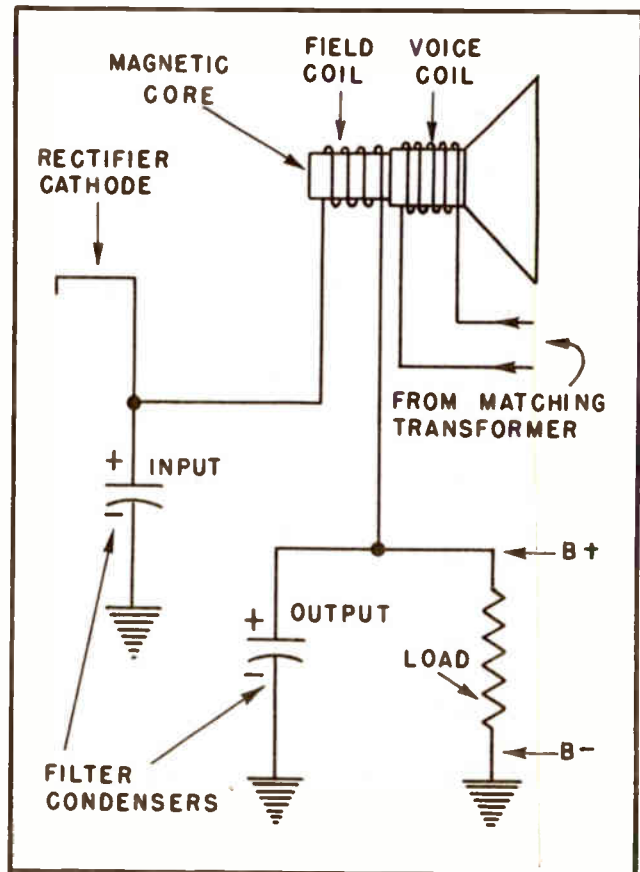 FIELD
COIL
VOICE
COIL
MAGNETIC
CORE
RECTIFIER
CATHODE
FROM MATCHING
TRANSFORMER
+
INPUT
-
B+
+
OUTPUT
-
LOAD
B-
FILTER
CONDENSERS